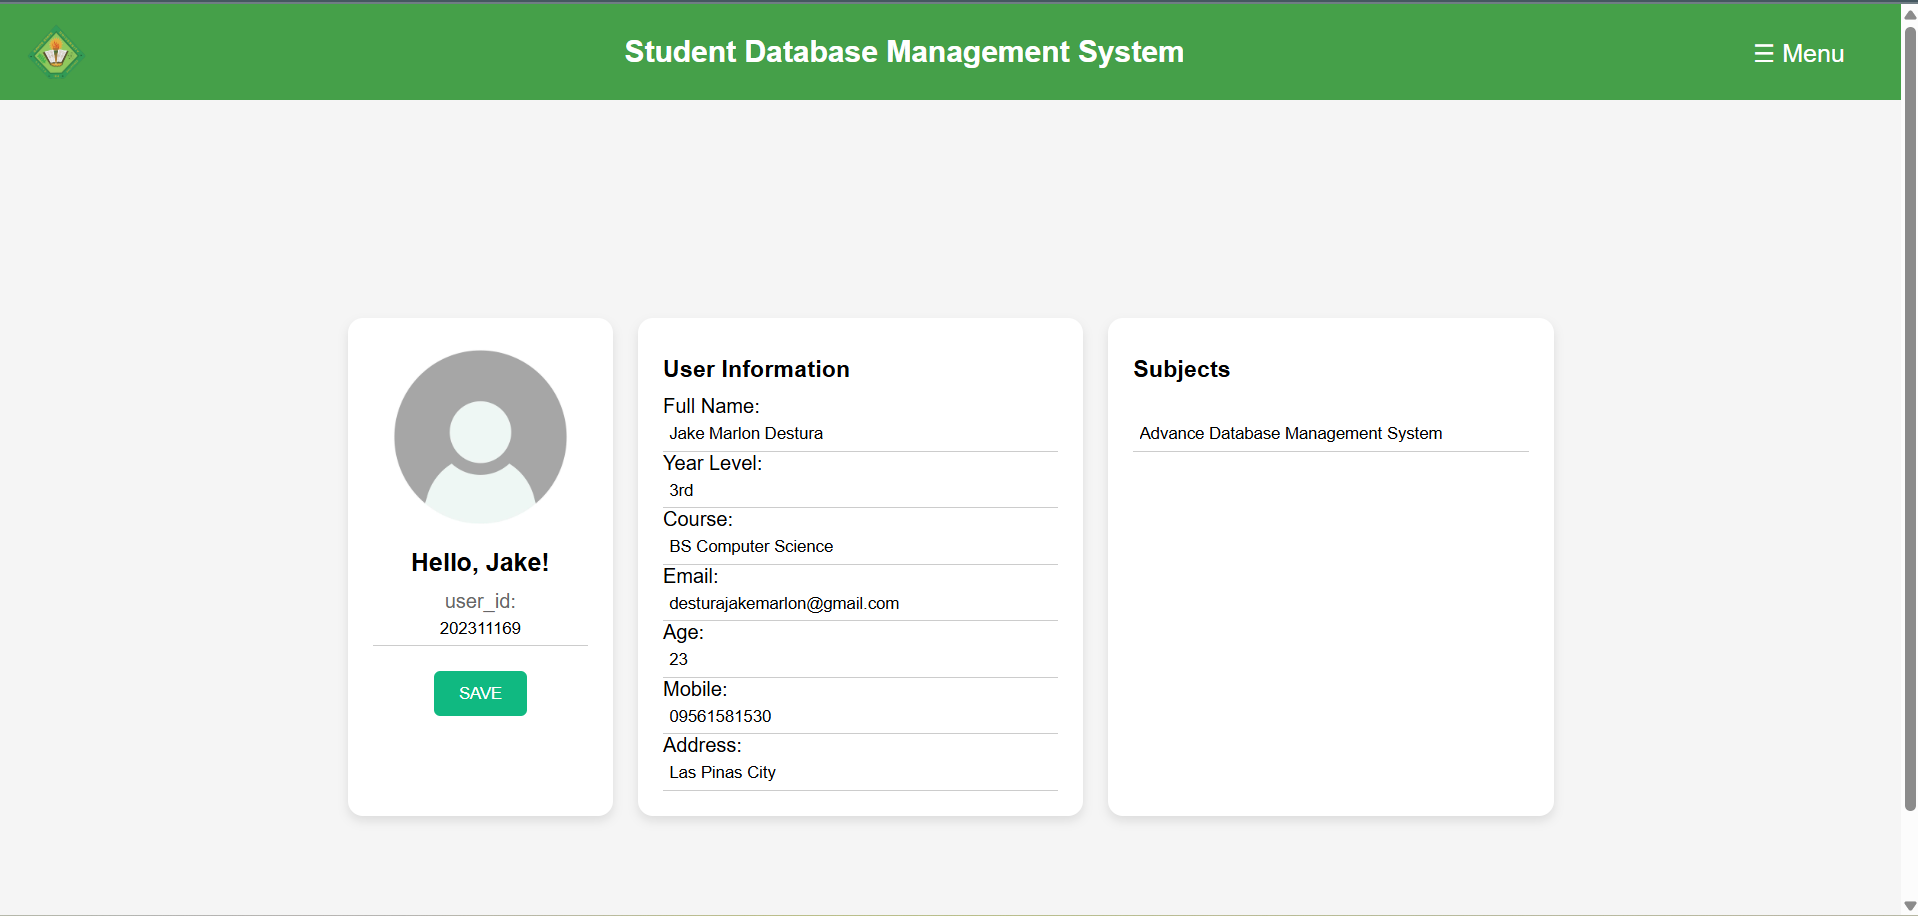 Student Database Management System
☰ Menu
Hello, Jake!
user_id:
202311169
SAVE
User Information
Full Name:
Jake Marlon Destura
Year Level:
3rd
Course:
BS Computer Science
Email:
desturajakemarlon@gmail.com
Age:
23
Mobile:
09561581530
Address:
Las Pinas City
Subjects
Advance Database Management System